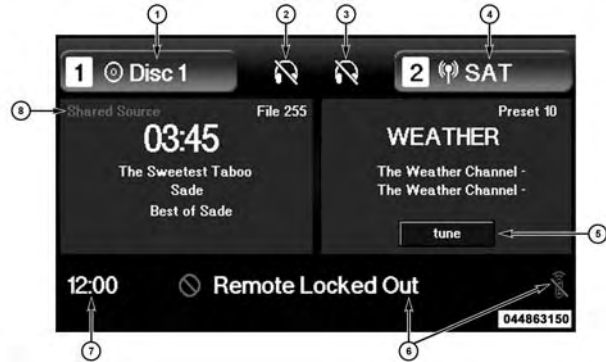 1 2 3 4
1 Disc 1 2 SAT
8 Shared Source File 255 Preset 10
03:45 WEATHER
The Sweetest Taboo The Weather Channel -
Sade The Weather Channel -
Best of Sade
tune 5
12:00 Remote Locked Out
044863150
7 6